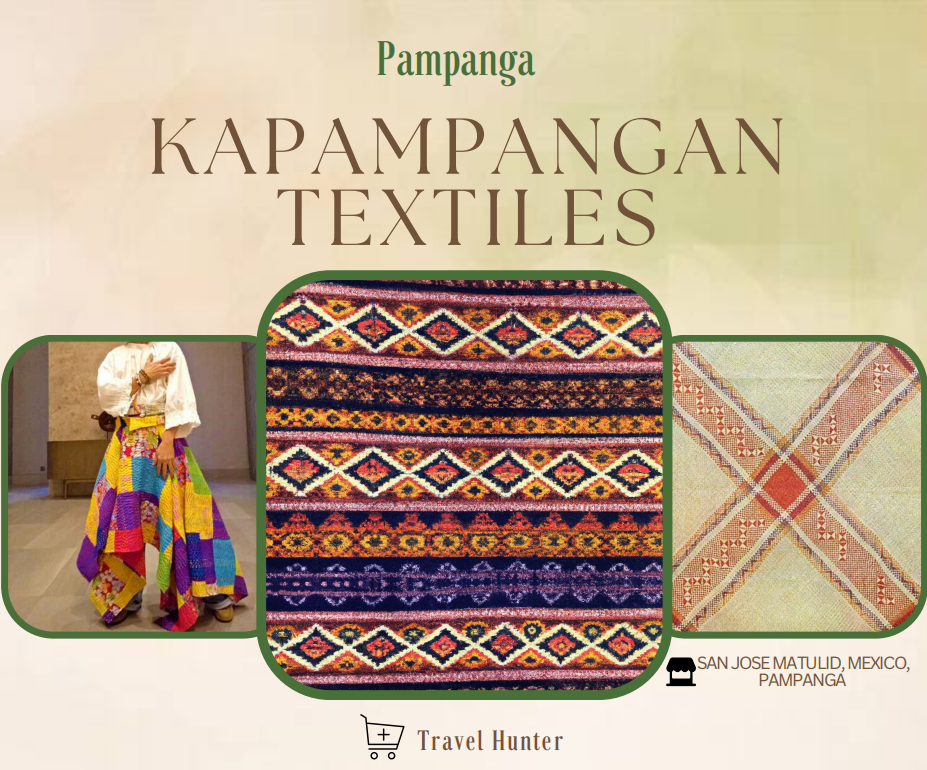 Pampanga
KAPAMPANGAN
TEXTILES
SAN JOSE MATULID, MEXICO,
PAMPANGA
Travel Hunter